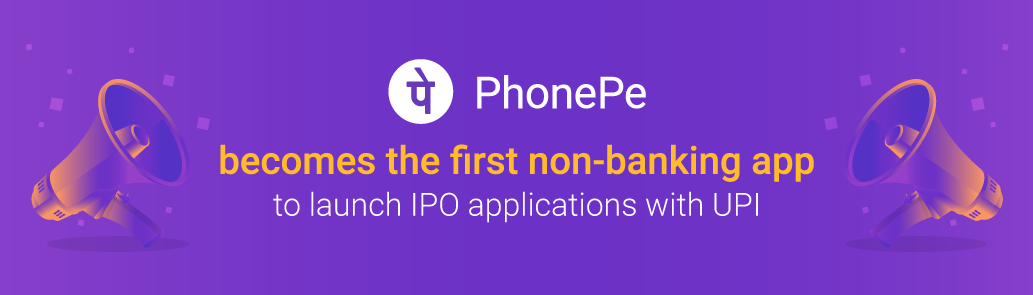 पे PhonePe
becomes the first non-banking app
to launch IPO applications with UPI